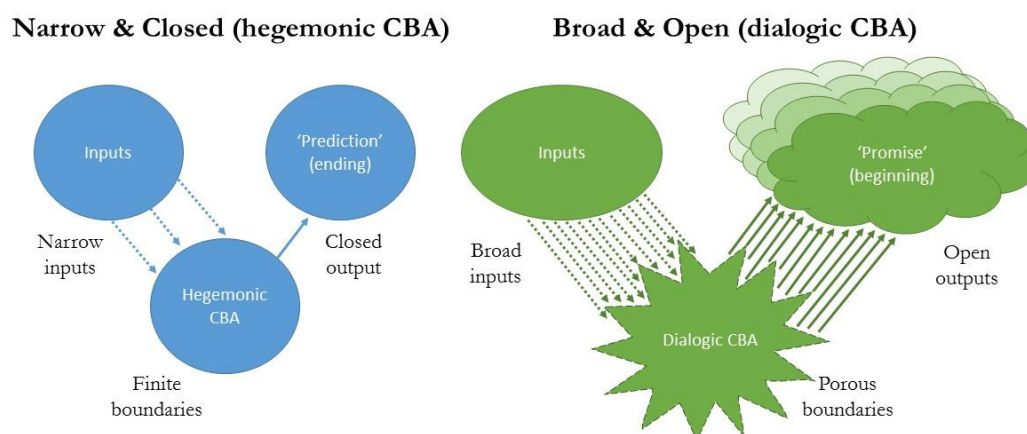 Narrow & Closed (hegemonic CBA)
Inputs
‘Prediction’
(ending)
Narrow
inputs
Closed
output
Hegemonic
CBA
Finite
boundaries
Broad & Open (dialogic CBA)
Inputs
‘Promise’
(beginning)
Broad
inputs
Open
outputs
Dialogic CBA
Porous
boundaries